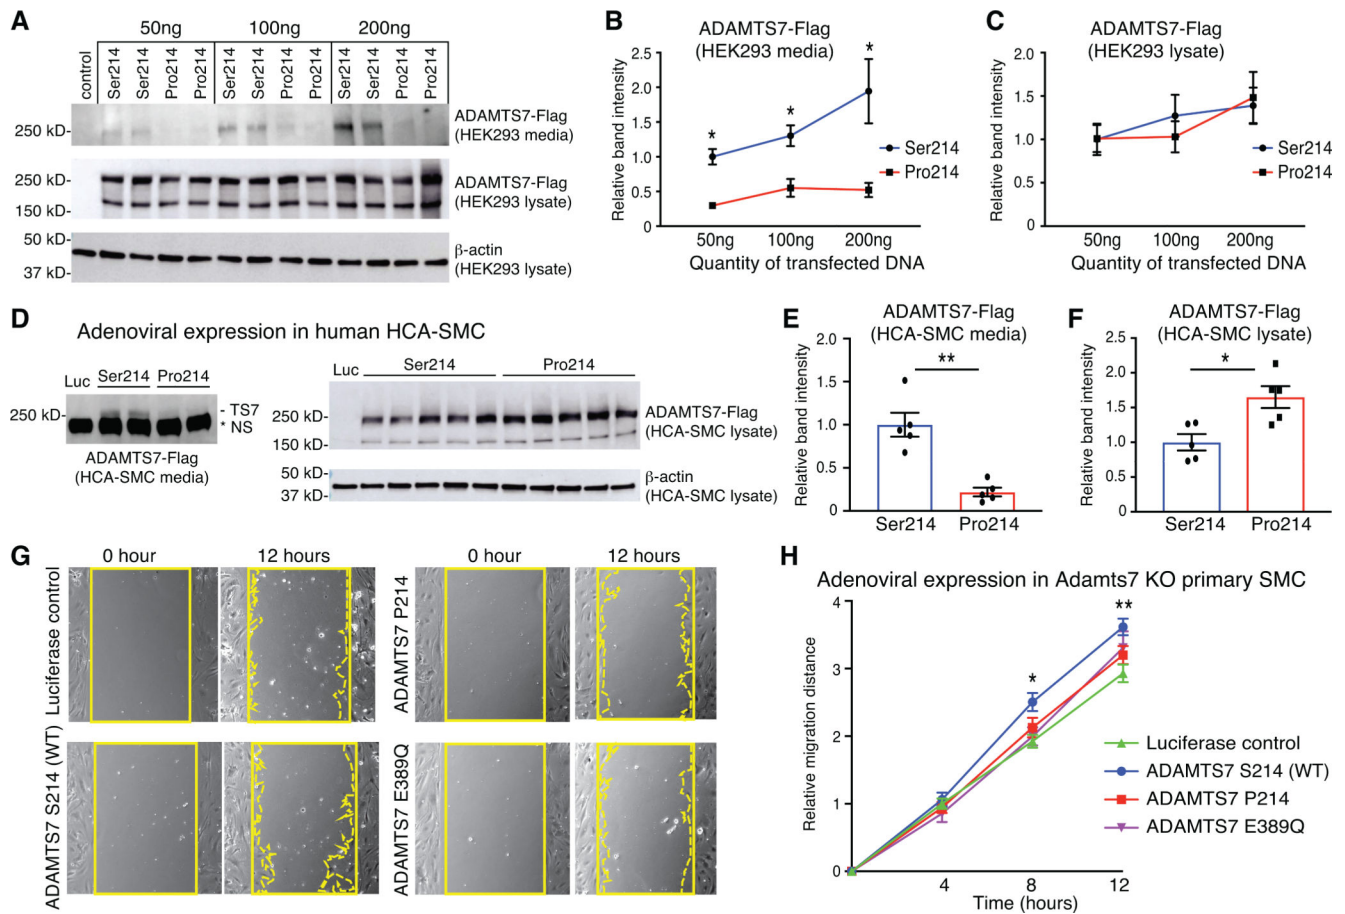 A
50ng
100ng
200ng
control
Ser214
Ser214
Pro214
Pro214
Ser214
Ser214
Pro214
Pro214
Ser214
Ser214
Pro214
Pro214
250 kD-
ADAMTS7-Flag
(HEK293 media)
250 kD-
150 kD-
ADAMTS7-Flag
(HEK293 lysate)
50 kD-
37 kD-
β-actin
(HEK293 lysate)
B
ADAMTS7-Flag
(HEK293 media)
Relative band intensity
2.5
2.0
1.5
1.0
0.5
0
*
*
*
Ser214
Pro214
50ng
100ng
200ng
Quantity of transfected DNA
C
ADAMTS7-Flag
(HEK293 lysate)
Relative band intensity
2.0
1.5
1.0
0.5
0
Ser214
Pro214
50ng
100ng
200ng
Quantity of transfected DNA
D
Adenoviral expression in human HCA-SMC
Luc
Ser214
Pro214
250 kD-
- TS7
* NS
ADAMTS7-Flag
(HCA-SMC media)
Luc
Ser214
Pro214
250 kD-
150 kD-
ADAMTS7-Flag
(HCA-SMC lysate)
50 kD-
37 kD-
β-actin
(HCA-SMC lysate)
E
ADAMTS7-Flag
(HCA-SMC media)
Relative band intensity
2.0
1.5
1.0
0.5
0
**
Ser214
Pro214
F
ADAMTS7-Flag
(HCA-SMC lysate)
Relative band intensity
2.5
2.0
1.5
1.0
0.5
0
*
Ser214
Pro214
G
0 hour
12 hours
0 hour
12 hours
Luciferase control
ADAMTS7 P214
ADAMTS7 S214 (WT)
ADAMTS7 E389Q
H
Adenoviral expression in Adamts7 KO primary SMC
Relative migration distance
4
3
2
1
0
*
**
Luciferase control
ADAMTS7 S214 (WT)
ADAMTS7 P214
ADAMTS7 E389Q
4
8
12
Time (hours)